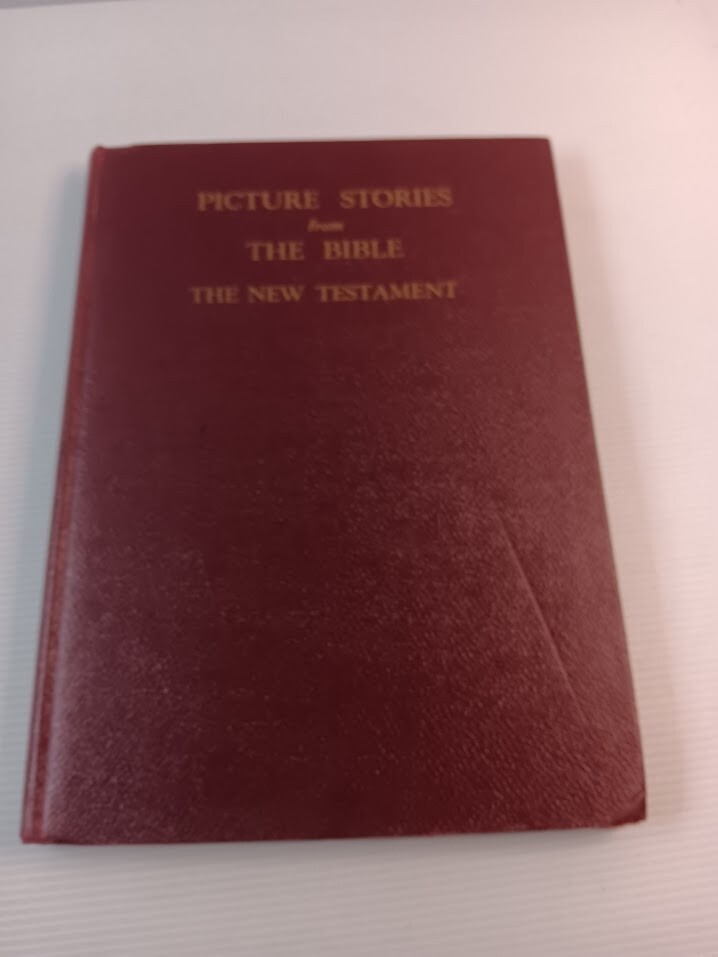 PICTURE STORIES
from
THE BIBLE
THE NEW TESTAMENT